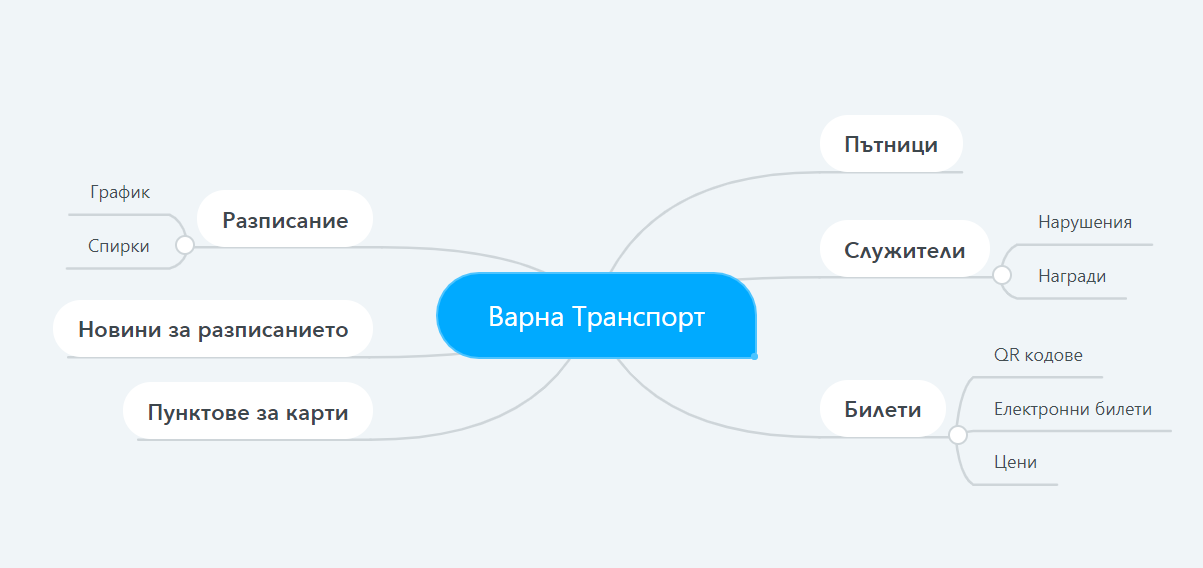 Варна Транспорт
Пътници
Служители
Нарушения
Награди
Билети
QR кодове
Електронни билети
Цени
Разписание
График
Спирки
Новини за разписанието
Пунктове за карти